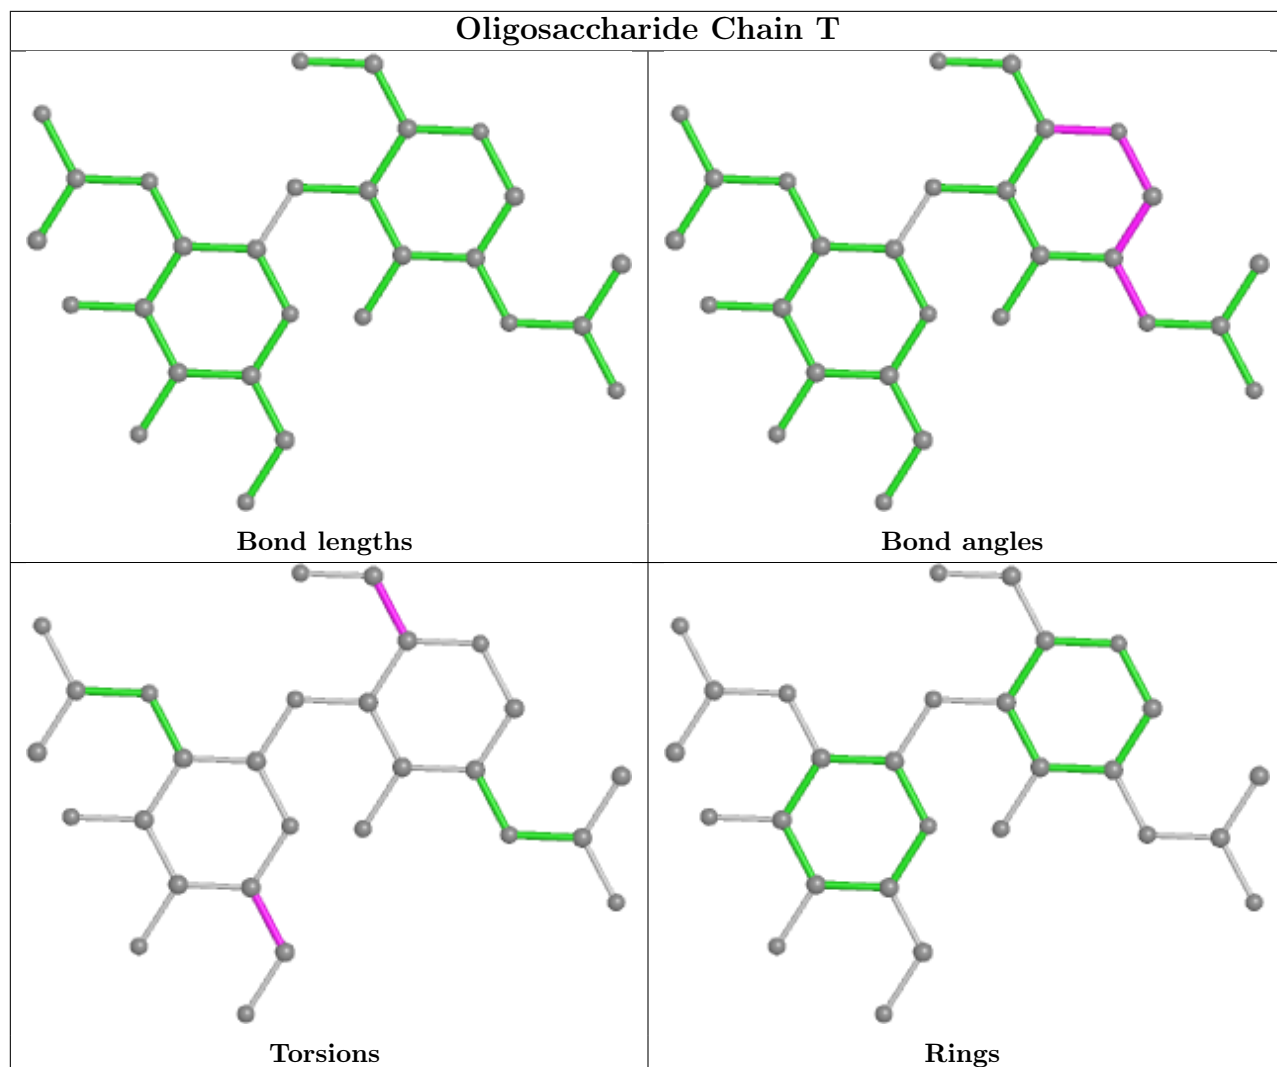 Oligosaccharide Chain T
Bond lengths
Bond angles
Torsions
Rings